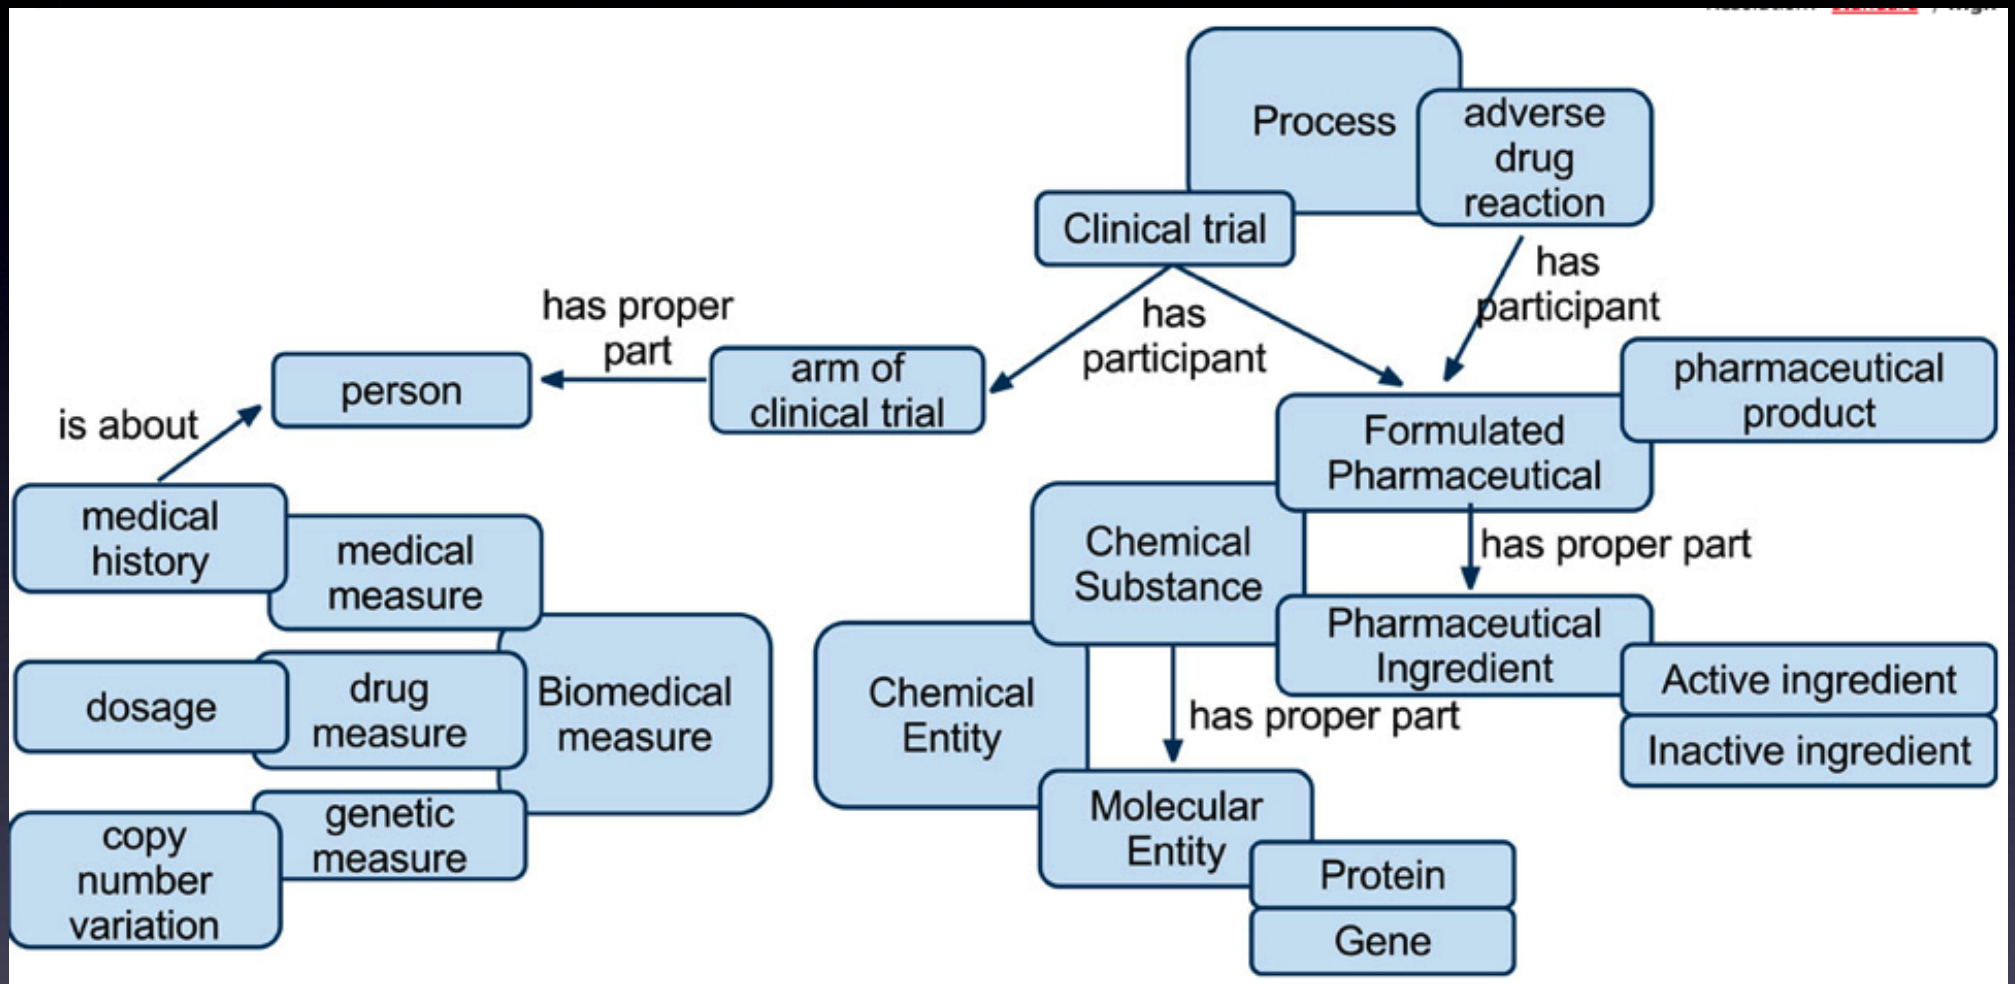 Process
adverse
drug
reaction
Clinical trial
has
participant
has proper
part
has
participant
arm of
clinical trial
person
is about
pharmaceutical
product
Formulated
Pharmaceutical
medical
history
medical
measure
Chemical
Substance
has proper part
Pharmaceutical
Ingredient
dosage
drug
measure
Biomedical
measure
Chemical
Entity
has proper part
Active ingredient
Inactive ingredient
copy
number
variation
genetic
measure
Molecular
Entity
Protein
Gene